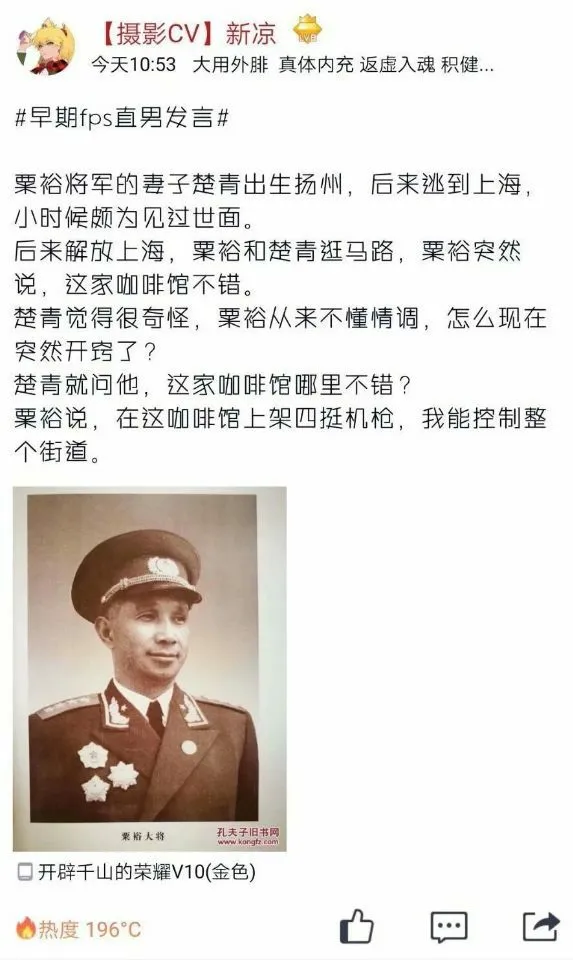 【摄影CV】新凉 LV8
今天10:53 大用外腓 真体内充 返虚入魂 积健...
#早期fps直男发言#
粟裕将军的妻子楚青出生扬州，后来逃到上海，
小时候颇为见过世面。
后来解放上海，粟裕和楚青逛马路，粟裕突然
说，这家咖啡馆不错。
楚青觉得很奇怪，粟裕从来不懂情调，怎么现在
突然开窍了？
楚青就问他，这家咖啡馆哪里不错？
粟裕说，在这咖啡馆上架四挺机枪，我能控制整
个街道。
粟裕大将
孔夫子旧书网
www.kongfz.com
开辟千山的荣耀V10(金色)
热度 196°C